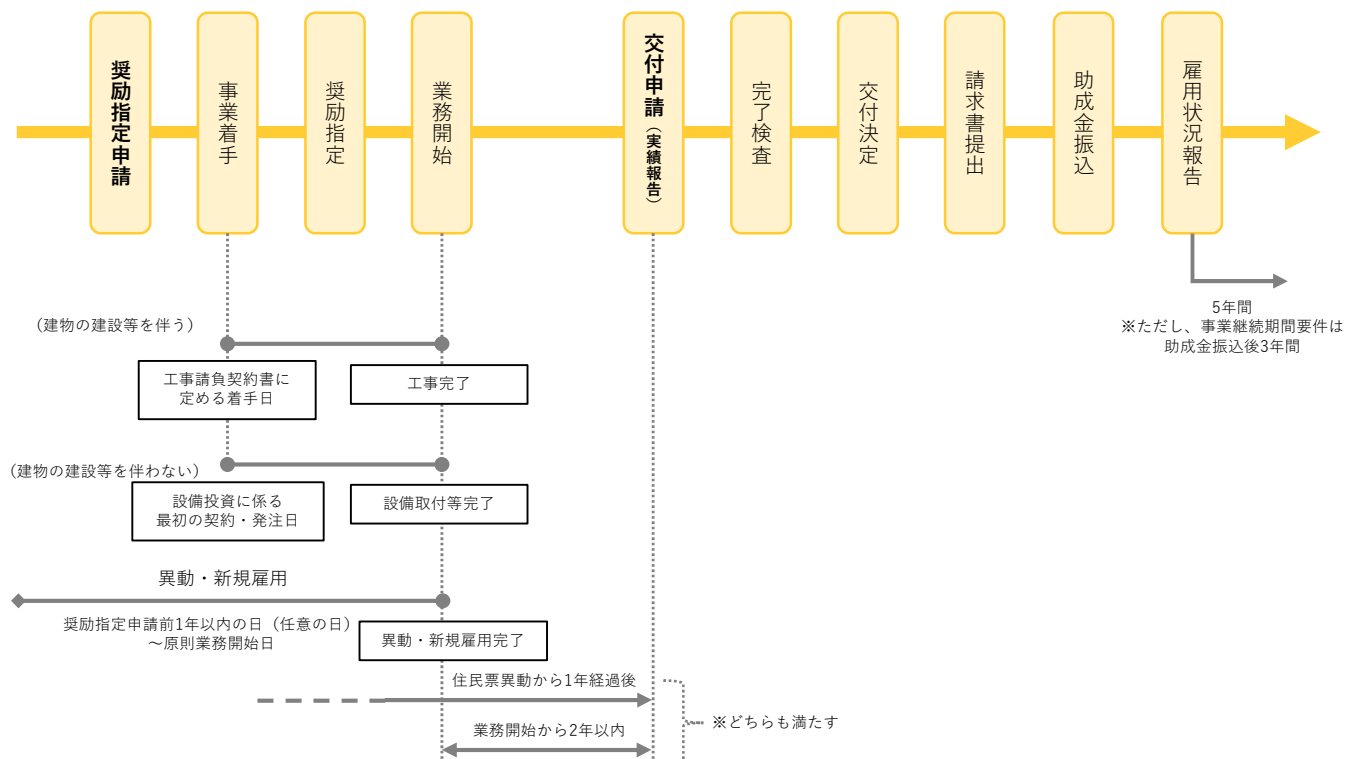 奨励指定申請
事業着手
奨励指定
業務開始
交付申請（実績報告）
完了検査
交付決定
請求書提出
助成金振込
雇用状況報告
5年間
※ただし、事業継続期間要件は
助成金振込後3年間
（建物の建設等を伴う）
工事請負契約書に
定める着手日
工事完了
（建物の建設等を伴わない）
設備投資に係る
最初の契約・発注日
設備取付等完了
異動・新規雇用
奨励指定申請前1年以内の日（任意の日）
～原則業務開始日
異動・新規雇用完了
住民票異動から1年経過後
※どちらも満たす
業務開始から2年以内